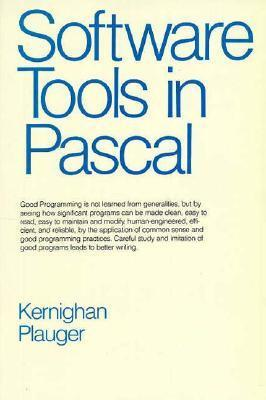 Software
Tools in
Pascal
Good Programming is not learned from generalities, but by
seeing how significant programs can be made clean, easy to
read, easy to maintain and modify, human-engineered, effi-
cient, and reliable, by the application of common sense and
good programming practices. Careful study and imitation of
good programs leads to better writing.
Kernighan
Plauger